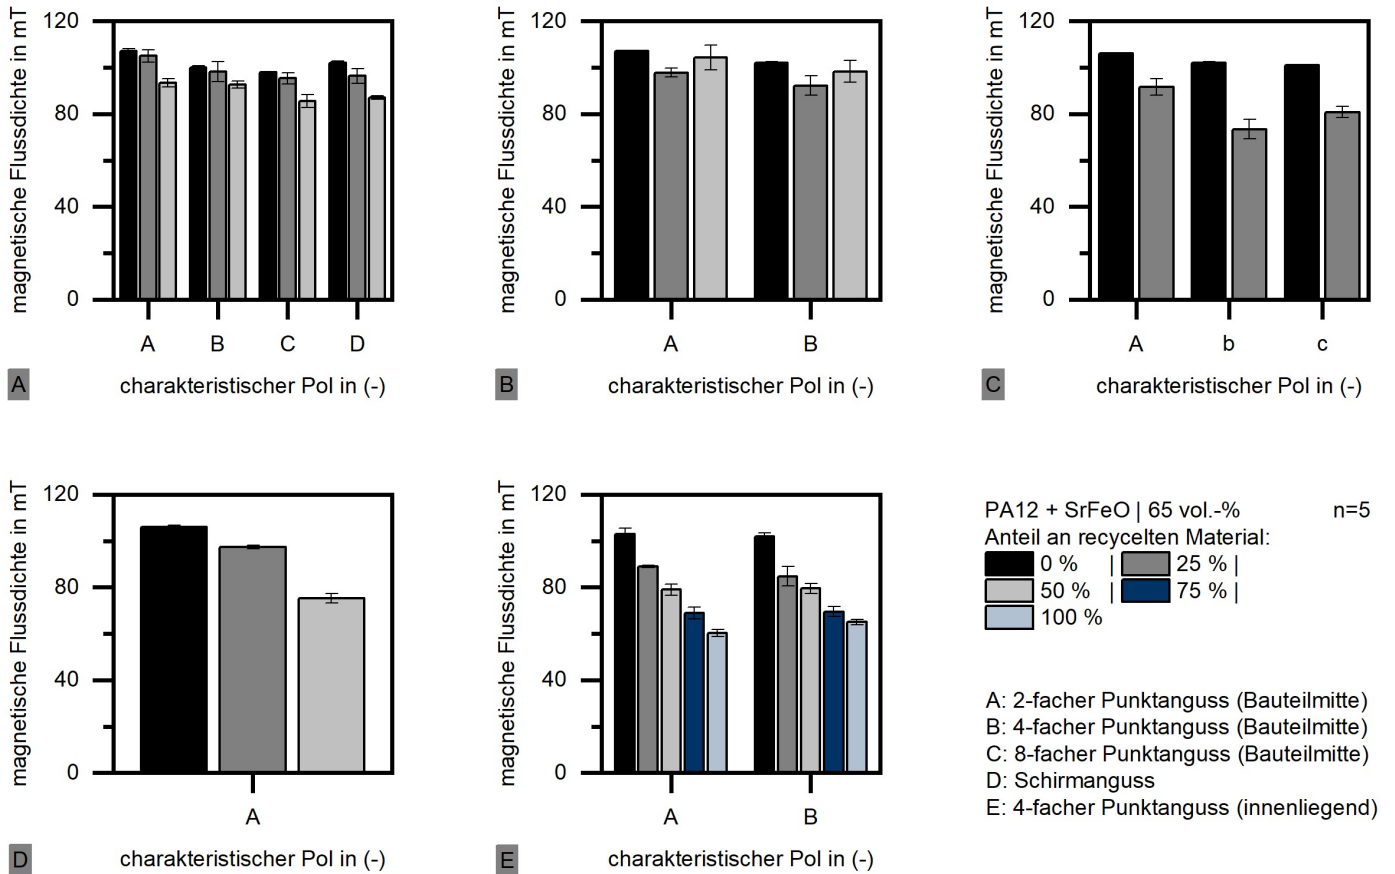 magnetische Flussdichte in mT
120
80
40
0
A B C D
charakteristischer Pol in (-)
A
magnetische Flussdichte in mT
120
80
40
0
A B
charakteristischer Pol in (-)
B
magnetische Flussdichte in mT
120
80
40
0
A b c
charakteristischer Pol in (-)
C
magnetische Flussdichte in mT
120
80
40
0
A
charakteristischer Pol in (-)
D
magnetische Flussdichte in mT
120
80
40
0
A B
charakteristischer Pol in (-)
E
PA12 + SrFeO | 65 vol.-% n=5
Anteil an recycelten Material:
0 % | 25 % |
50 % | 75 % |
100 %
A: 2-facher Punktanguss (Bauteilmitte)
B: 4-facher Punktanguss (Bauteilmitte)
C: 8-facher Punktanguss (Bauteilmitte)
D: Schirmanguss
E: 4-facher Punktanguss (innenliegend)